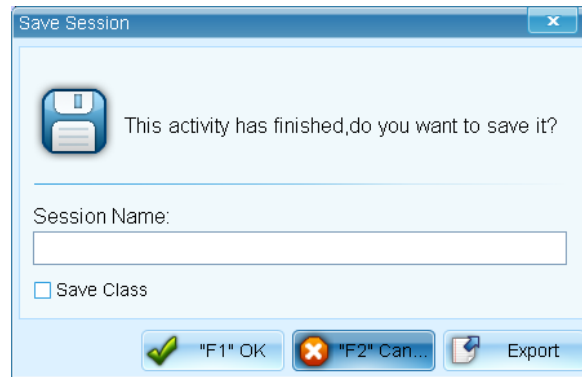 Save Session
This activity has finished,do you want to save it?
Session Name:
Save Class
"F1" OK
"F2" Can...
Export